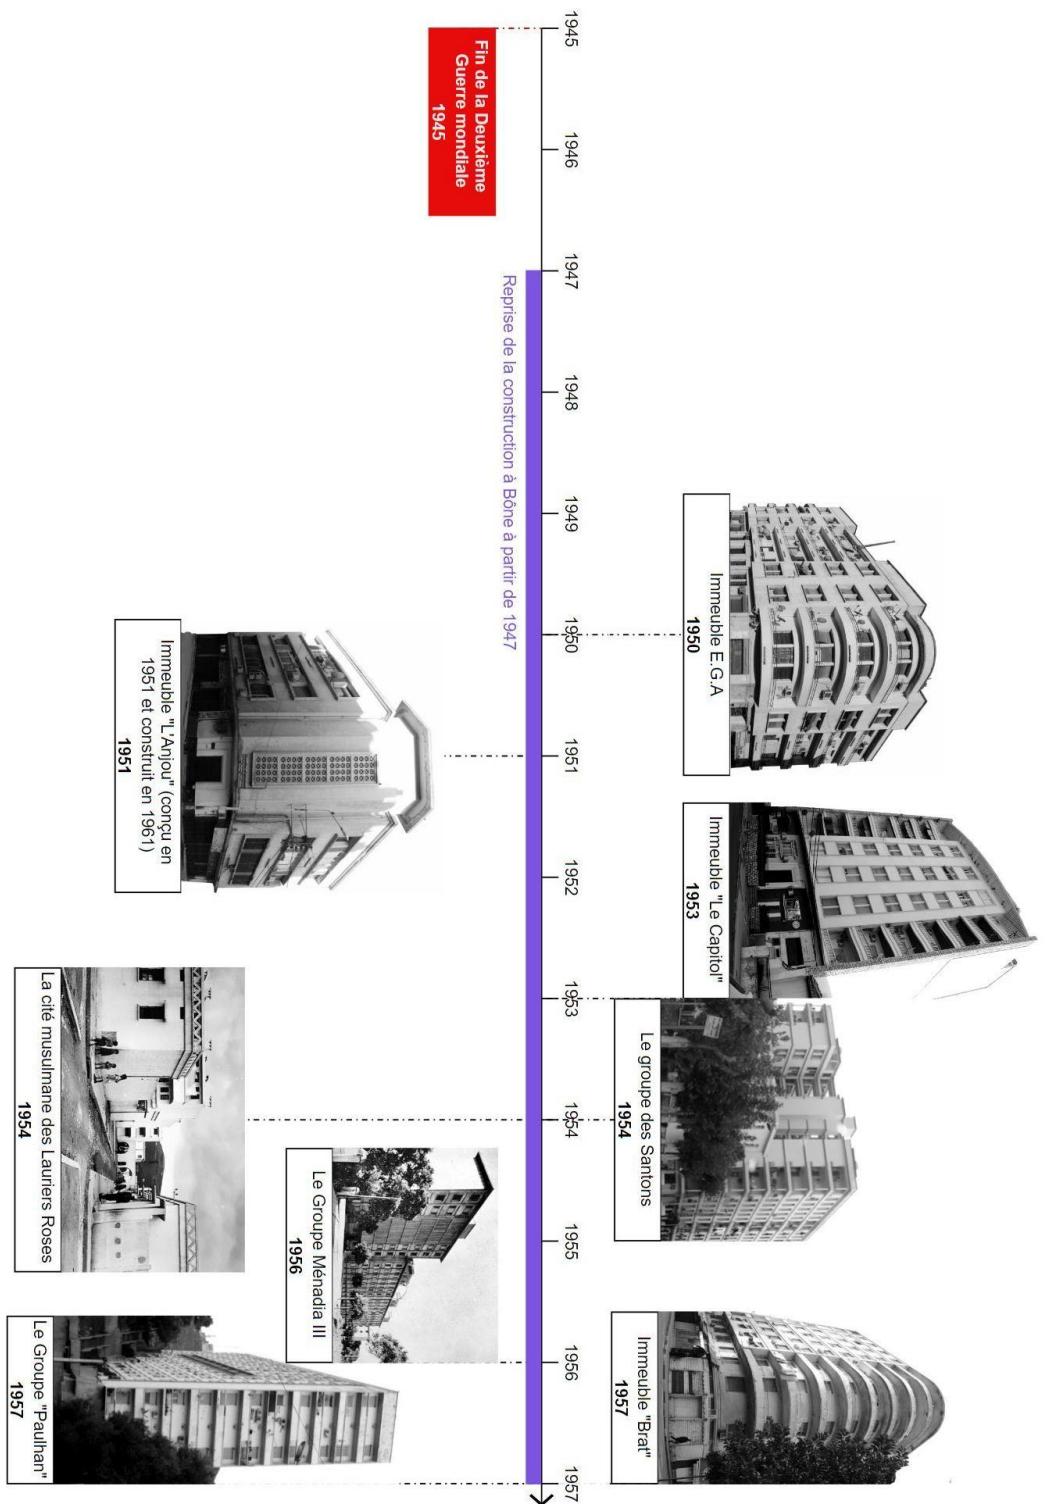 1945
1946
1947
1948
1949
1950
1951
1952
1953
1954
1955
1956
1957
Fin de la Deuxième
Guerre mondiale
1945
Reprise de la construction à Bône à partir de 1947
Immeuble E.G.A
1950
Immeuble "Le Capitol"
1953
Le groupe des Santons
1954
Immeuble "Brat"
1957
Immeuble "L'Anjou" (conçu en
1951 et construit en 1961)
1951
La cité musulmane des Lauriers Roses
1954
Le Groupe Ménadia III
1956
Le Groupe "Paulhan"
1957